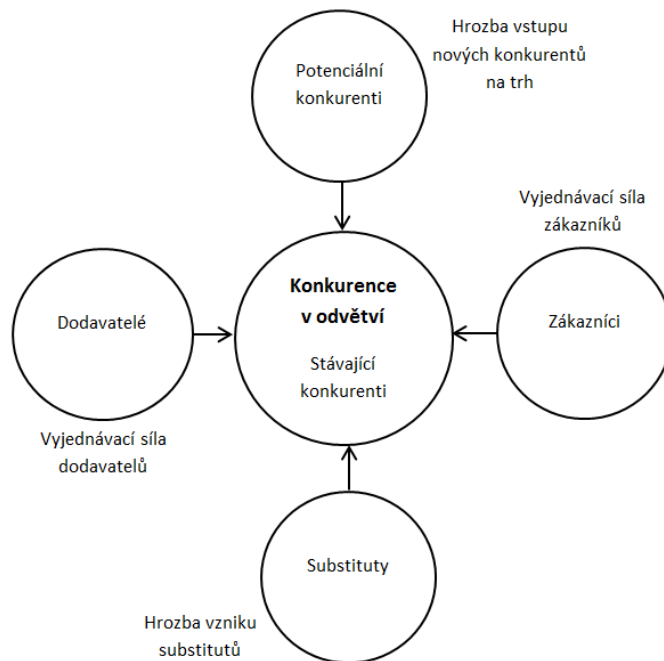 Hrozba vstupu
nových konkurentů
na trh
Potenciální
konkurenti
Vyjednávací síla
zákazníků
Konkurence
v odvětví
Stávající
konkurenti
Dodavatelé
Zákazníci
Vyjednávací síla
dodavatelů
Substituty
Hrozba vzniku
substitutů